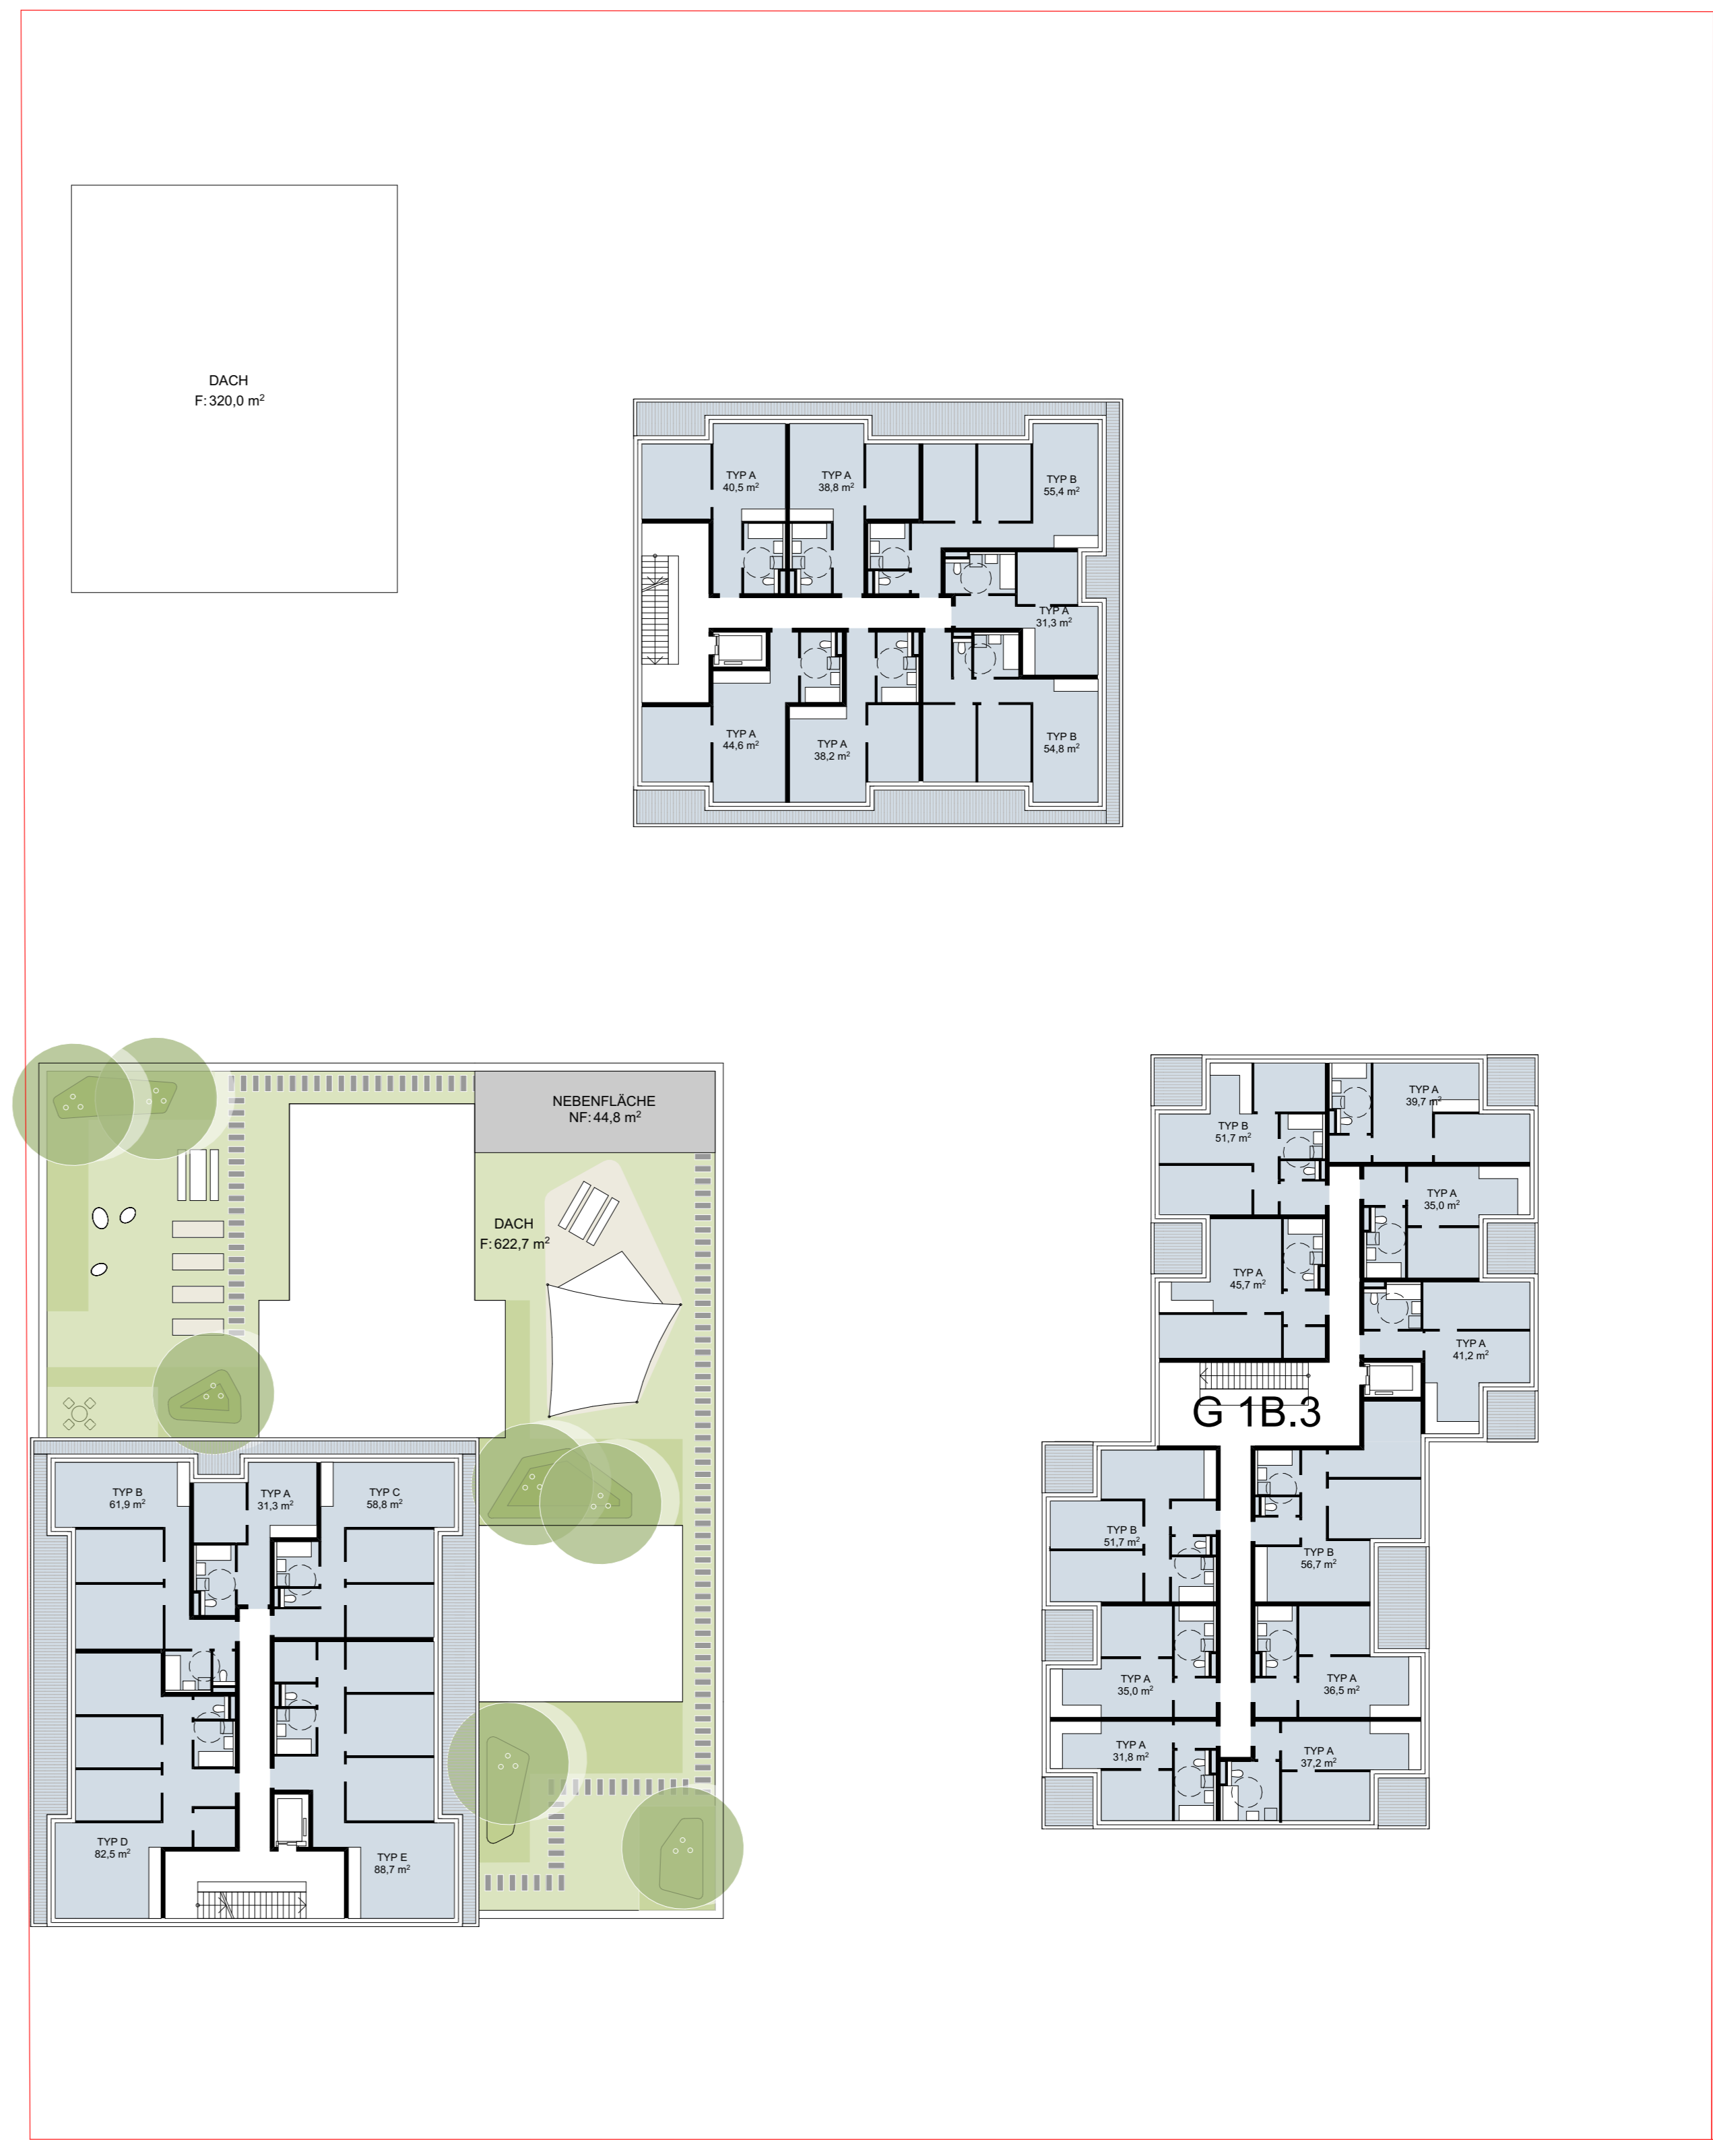 DACH
F: 320,0 m²
TYP A
40,5 m²
TYP A
38,8 m²
TYP B
55,4 m²
TYP A
31,3 m²
TYP A
44,6 m²
TYP A
38,2 m²
TYP B
54,8 m²
NEBENFLÄCHE
NF: 44,8 m²
DACH
F: 622,7 m²
TYP B
61,9 m²
TYP A
31,3 m²
TYP C
58,8 m²
TYP D
82,5 m²
TYP E
88,7 m²
TYP A
39,7 m²
TYP B
51,7 m²
TYP A
35,0 m²
TYP A
45,7 m²
TYP A
41,2 m²
G 1B.3
TYP B
51,7 m²
TYP B
56,7 m²
TYP A
35,0 m²
TYP A
36,5 m²
TYP A
31,8 m²
TYP A
37,2 m²